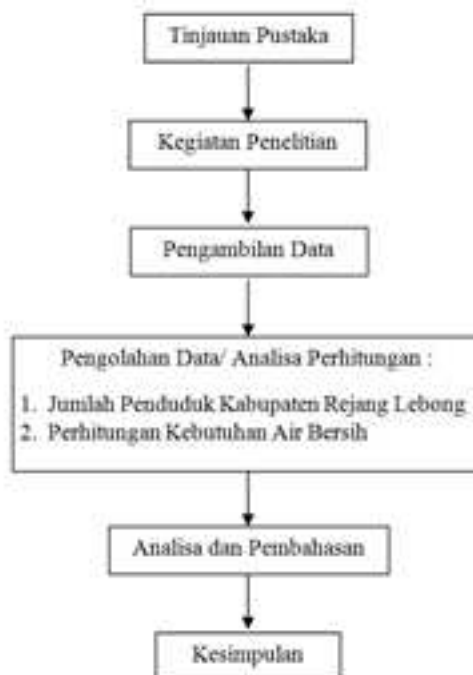 Tinjauan Pustaka
Kegiatan Penelitian
Pengambilan Data
Pengolahan Data/ Analisa Perhitungan :
1. Jumlah Penduduk Kabupaten Rejang Lebong
2. Perhitungan Kebutuhan Air Bersih
Analisa dan Pembahasan
Kesimpulan